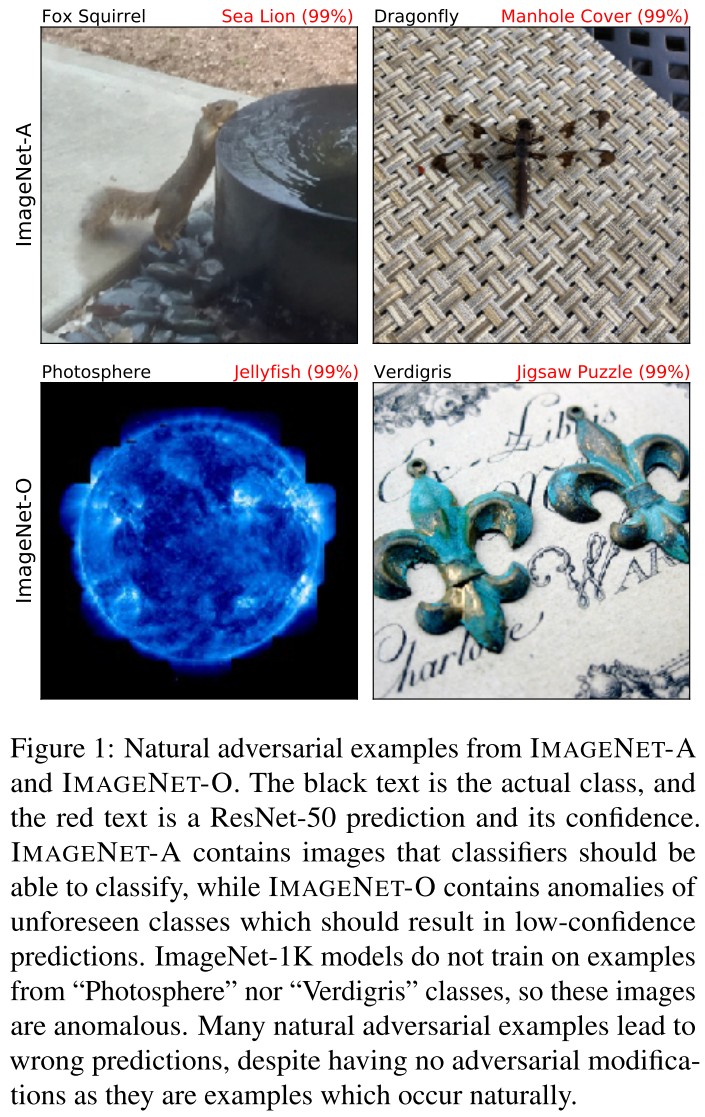 Fox Squirrel Sea Lion (99%) Dragonfly Manhole Cover (99%)
ImageNet-A
Photosphere Jellyfish (99%) Verdigris Jigsaw Puzzle (99%)
ImageNet-O
Ex-Libris
Charlotte
Figure 1: Natural adversarial examples from IMAGENET-A
and IMAGENET-O. The black text is the actual class, and
the red text is a ResNet-50 prediction and its confidence.
IMAGENET-A contains images that classifiers should be
able to classify, while IMAGENET-O contains anomalies of
unforeseen classes which should result in low-confidence
predictions. ImageNet-1K models do not train on examples
from “Photosphere” nor “Verdigris” classes, so these images
are anomalous. Many natural adversarial examples lead to
wrong predictions, despite having no adversarial modifica-
tions as they are examples which occur naturally.